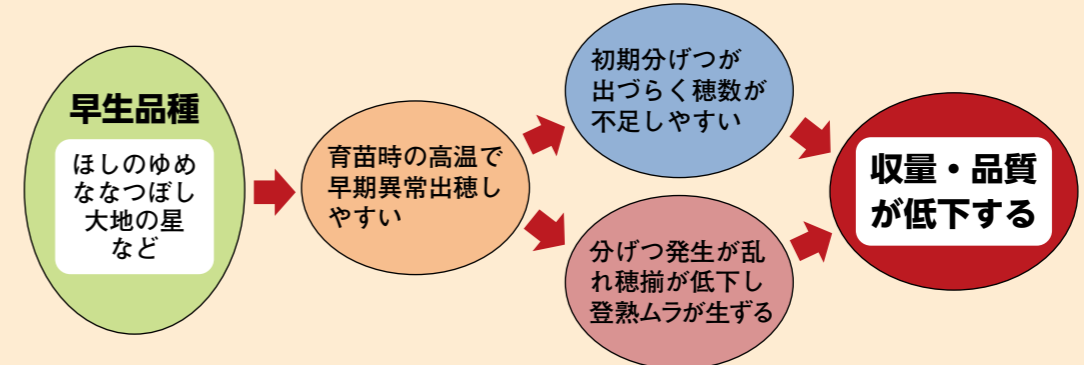 早生品種
ほしのゆめ
ななつぼし
大地の星
など
育苗時の高温で
早期異常出穂し
やすい
初期分げつが
出づらく穂数が
不足しやすい
分げつ発生が乱
れ穂揃が低下し
登熟ムラが生ずる
収量・品質
が低下する